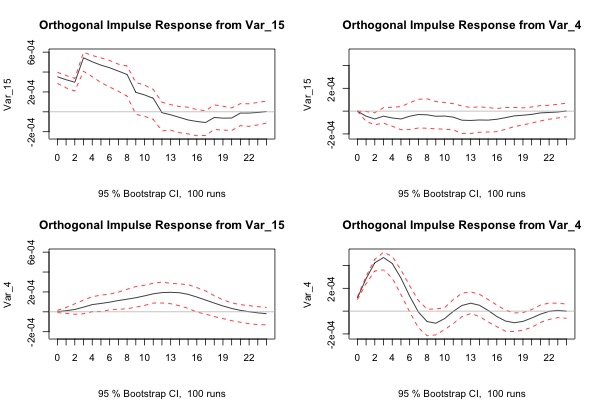 Orthogonal Impulse Response from Var_15
Var_15
6e-04
2e-04
-2e-04
0 2 4 6 8 10 13 16 19 22
95 % Bootstrap CI, 100 runs
Orthogonal Impulse Response from Var_4
Var_15
2e-04
-2e-04
0 2 4 6 8 10 13 16 19 22
95 % Bootstrap CI, 100 runs
Orthogonal Impulse Response from Var_15
Var_4
6e-04
2e-04
-2e-04
0 2 4 6 8 10 13 16 19 22
95 % Bootstrap CI, 100 runs
Orthogonal Impulse Response from Var_4
Var_4
2e-04
-2e-04
0 2 4 6 8 10 13 16 19 22
95 % Bootstrap CI, 100 runs